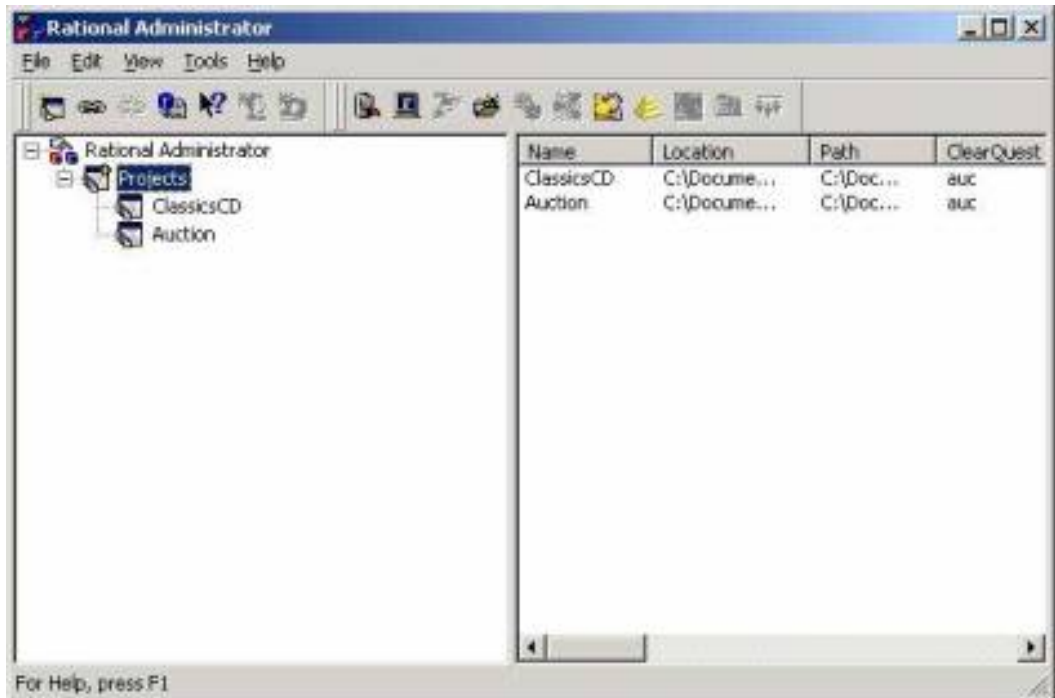 Rational Administrator
File Edit View Tools Help
Rational Administrator
Projects
ClassicsCD
Auction
Name Location Path ClearQuest
ClassicsCD C:\Docume... C:\Doc... auc
Auction C:\Docume... C:\Doc... auc
For Help, press F1